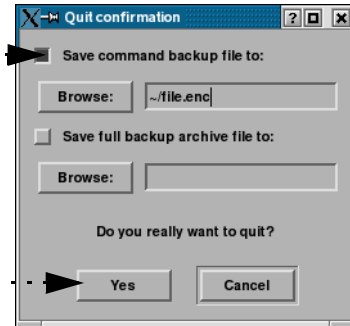 Quit confirmation
Save command backup file to:
Browse: ~/file.enc
Save full backup archive file to:
Browse:
Do you really want to quit?
Yes Cancel